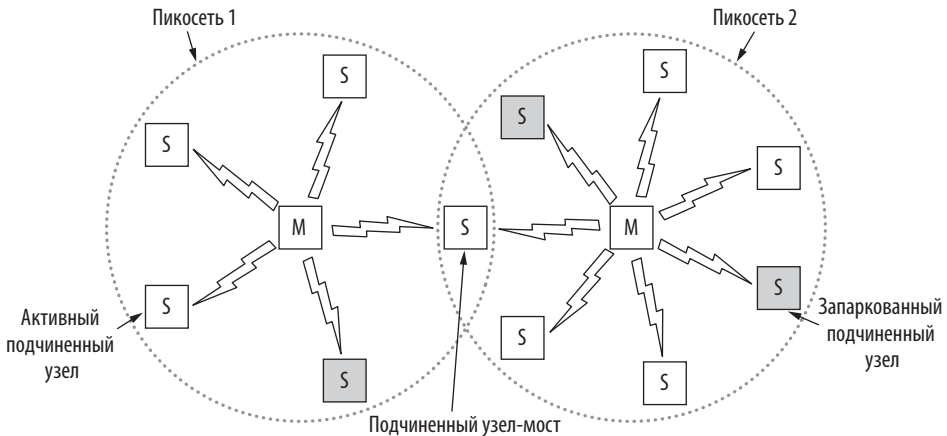 Пикосеть 1
Пикосеть 2
S
S
S
S
S
S
M
S
M
S
S
S
S
S
Активный
подчиненный
узел
Запаркованный
подчиненный
узел
Подчиненный узел-мост